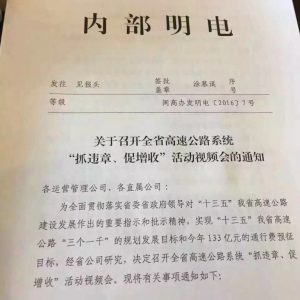 内部明电
发往 见报头 签批盖章 涂慕溪 序号
等级 闽高办发明电〔2016〕7号
关于召开全省高速公路系统
“抓违章、促增收”活动视频会的通知
各运营管理公司、各直属公司：
为全面贯彻落实省委省政府领导对“十三五”我省高速公路
建设发展作出的重要指示和批示精神，实现“十三五”我省高速
公路“三个一千”的规划发展目标和今年133亿元的通行费预征
目标，经省公司研究，决定召开全省高速公路系统“抓违章、促
增收”活动视频会。现将有关事项通知如下：